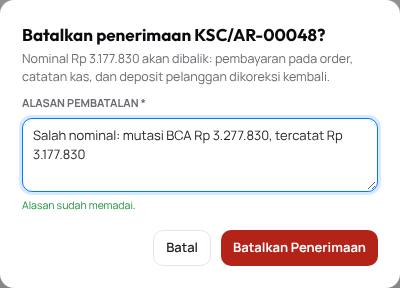 Batalkan penerimaan KSC/AR-00048?
Nominal Rp 3.177.830 akan dibalik: pembayaran pada order,
catatan kas, dan deposit pelanggan dikoreksi kembali.
ALASAN PEMBATALAN *
Salah nominal: mutasi BCA Rp 3.277.830, tercatat Rp
3.177.830
Alasan sudah memadai.
Batal
Batalkan Penerimaan